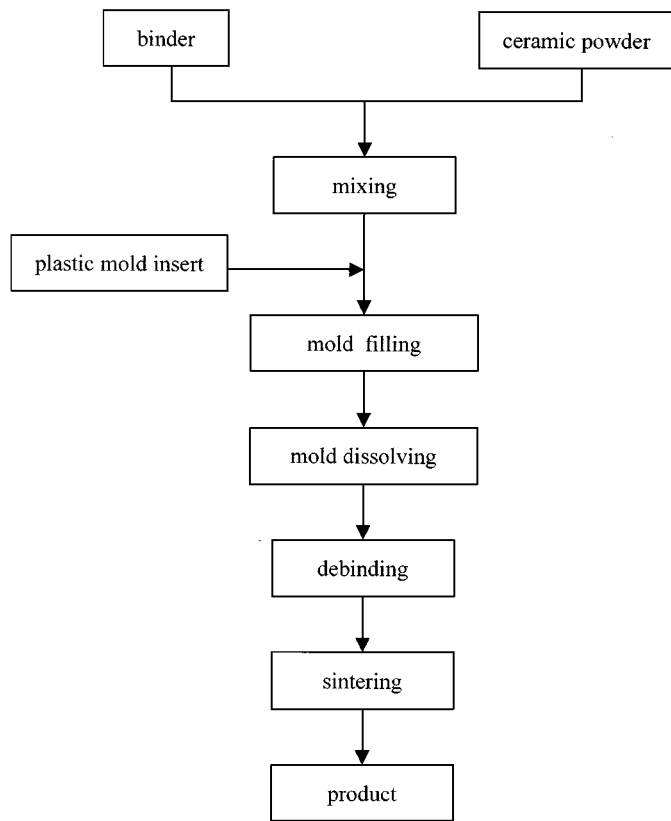 binder
ceramic powder
mixing
plastic mold insert
mold filling
mold dissolving
debinding
sintering
product